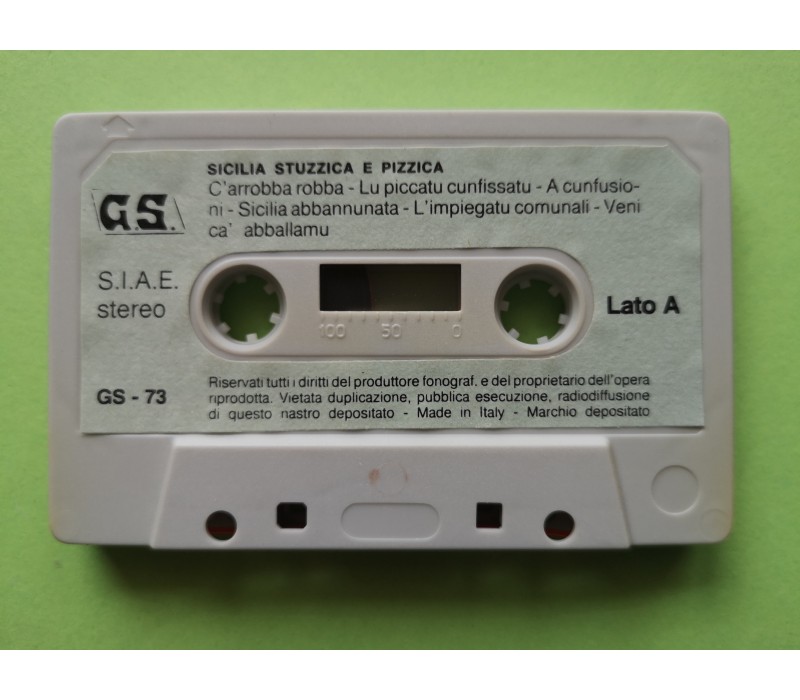 SICILIA STUZZICA E PIZZICA
C'arrobba robba - Lu piccatu cunfissatu - A cunfusio-
ni - Sicilia abbannunata - L'impiegatu comunali - Veni
ca' abballamu
G.S.
S.I.A.E.
stereo
100 50 0
Lato A
GS - 73
Riservati tutti i diritti del produttore fonograf. e del proprietario dell'opera
riprodotta. Vietata duplicazione, pubblica esecuzione, radiodiffusione
di questo nastro depositato - Made in Italy - Marchio depositato